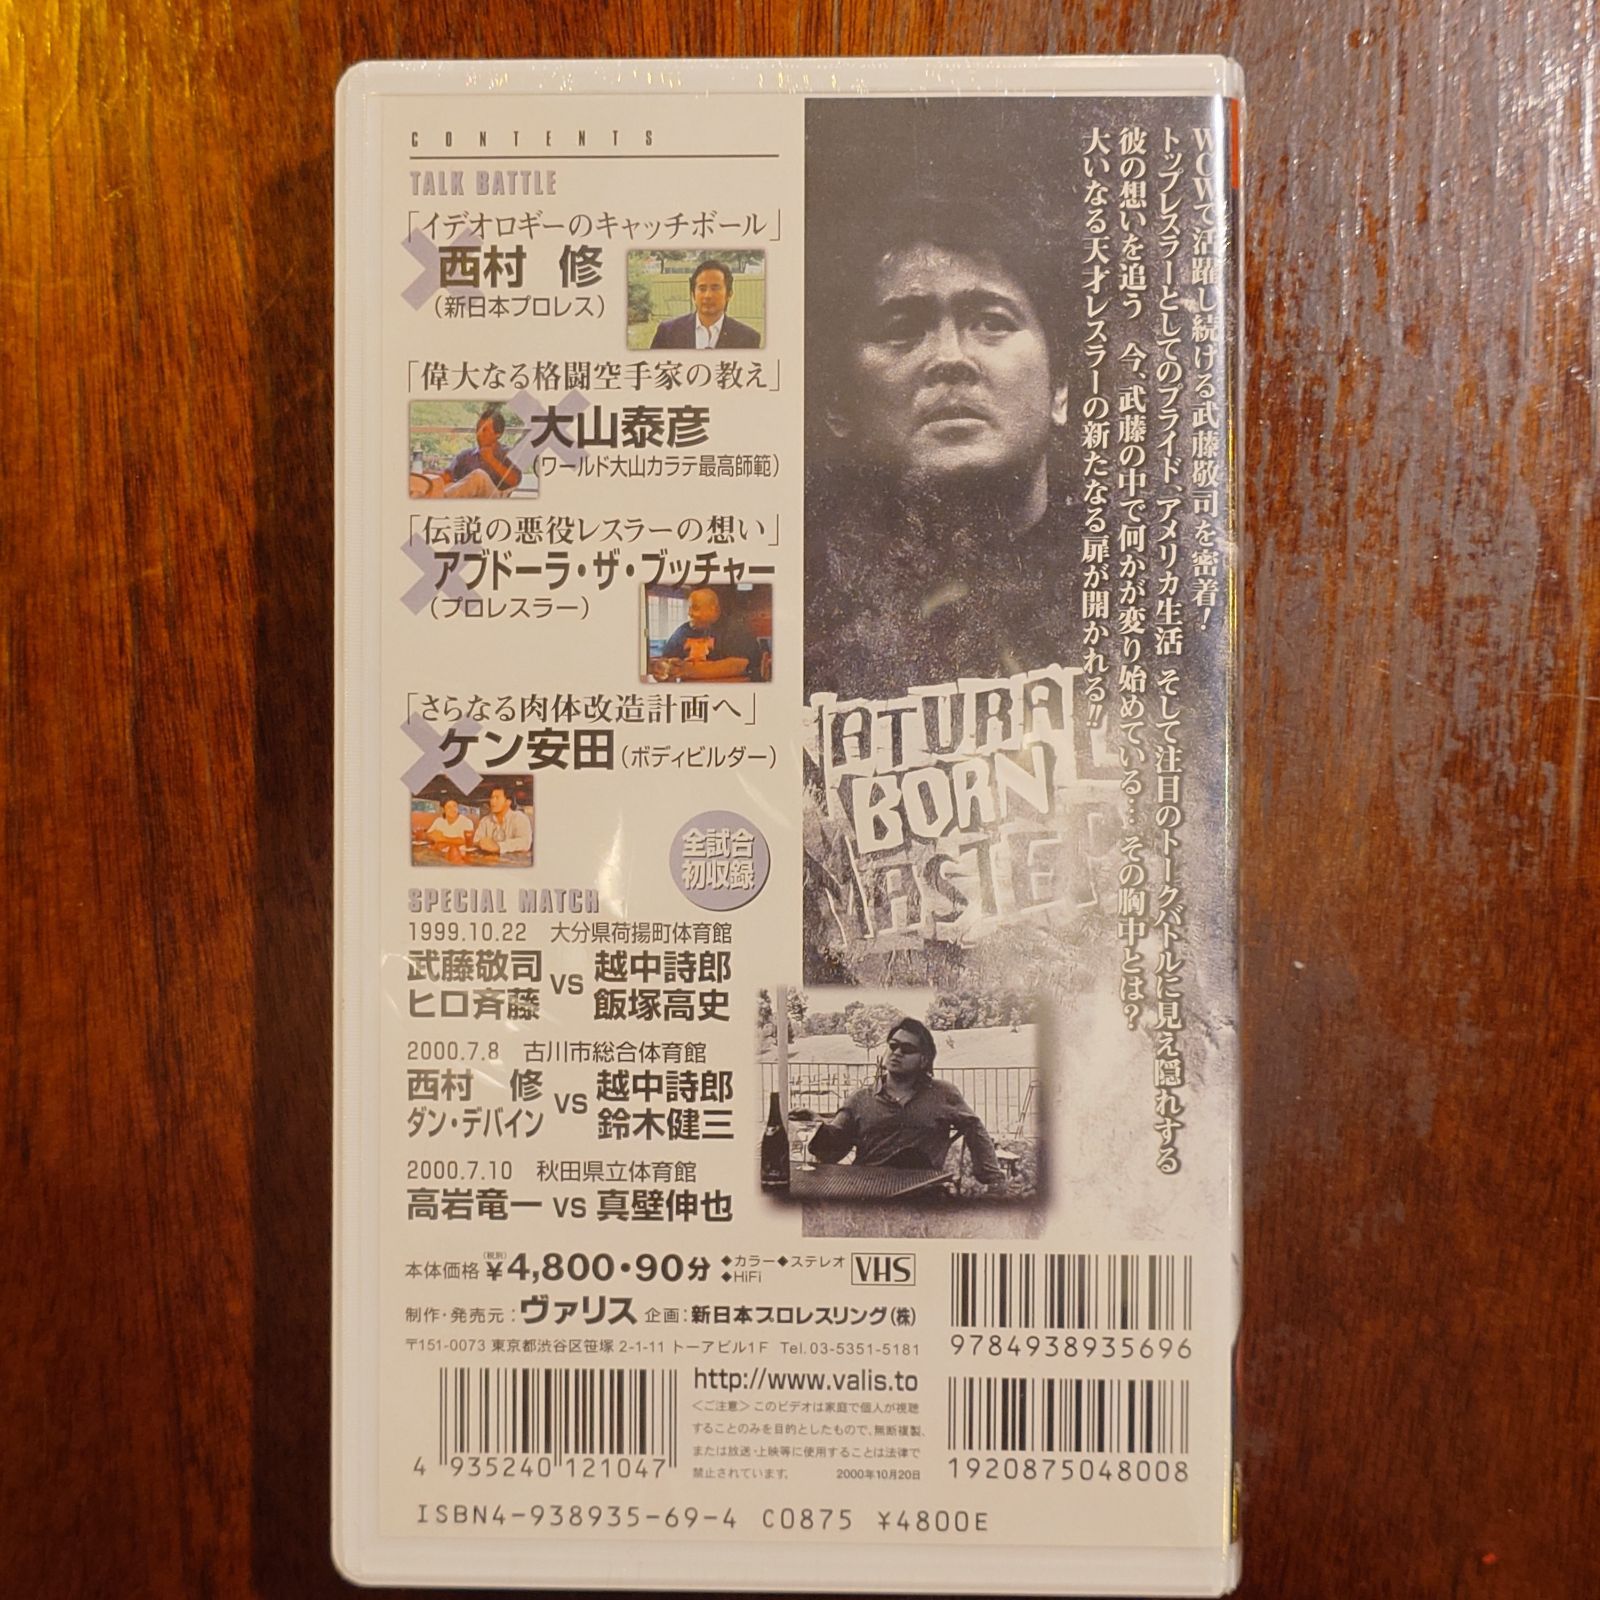 CONTENTS
TALK BATTLE
「イデオロギーのキャッチボール」
西村 修
（新日本プロレス）
「偉大なる格闘空手家の教え」
大山泰彦
（ワールド大山カラテ最高師範）
「伝説の悪役レスラーの想い」
アブドーラ・ザ・ブッチャー
（プロレスラー）
「さらなる肉体改造計画へ」
ケン安田（ボディビルダー）
全試合
初収録
SPECIAL MATCH
1999.10.22 大分県荷揚町体育館
武藤敬司 vs 越中詩郎
ヒロ斉藤 飯塚高史
2000.7.8 古川市総合体育館
西村 修 vs 越中詩郎
ダン・デバイン 鈴木健三
2000.7.10 秋田県立体育館
高岩竜一 vs 真壁伸也
WCWで活躍し続ける武藤敬司を密着！
トップレスラーとしてのプライド、アメリカ生活 そして注目のトークバトルに見え隠れする
彼の想いを追う 今、武藤の中で何かが変り始めている… その胸中とは？
大いなる天才レスラーの新たなる扉が開かれる!!
NATURAL
BORN
MASTER
本体価格(税別)¥4,800・90分 ◆カラー◆ステレオ
◆HiFi
VHS
制作・発売元：ヴァリス 企画：新日本プロレスリング(株)
〒151-0073 東京都渋谷区笹塚 2-1-11 トーアビル1F Tel.03-5351-5181
9784938935696
http://www.valis.to
＜ご注意＞このビデオは家庭で個人が視聴
することのみを目的としたもので、無断複製、
または放送・上映等に使用することは法律で
禁止されています。 2000年10月20日
4 935240 121047
1920875048008
ISBN4-938935-69-4 C0875 ¥4800E